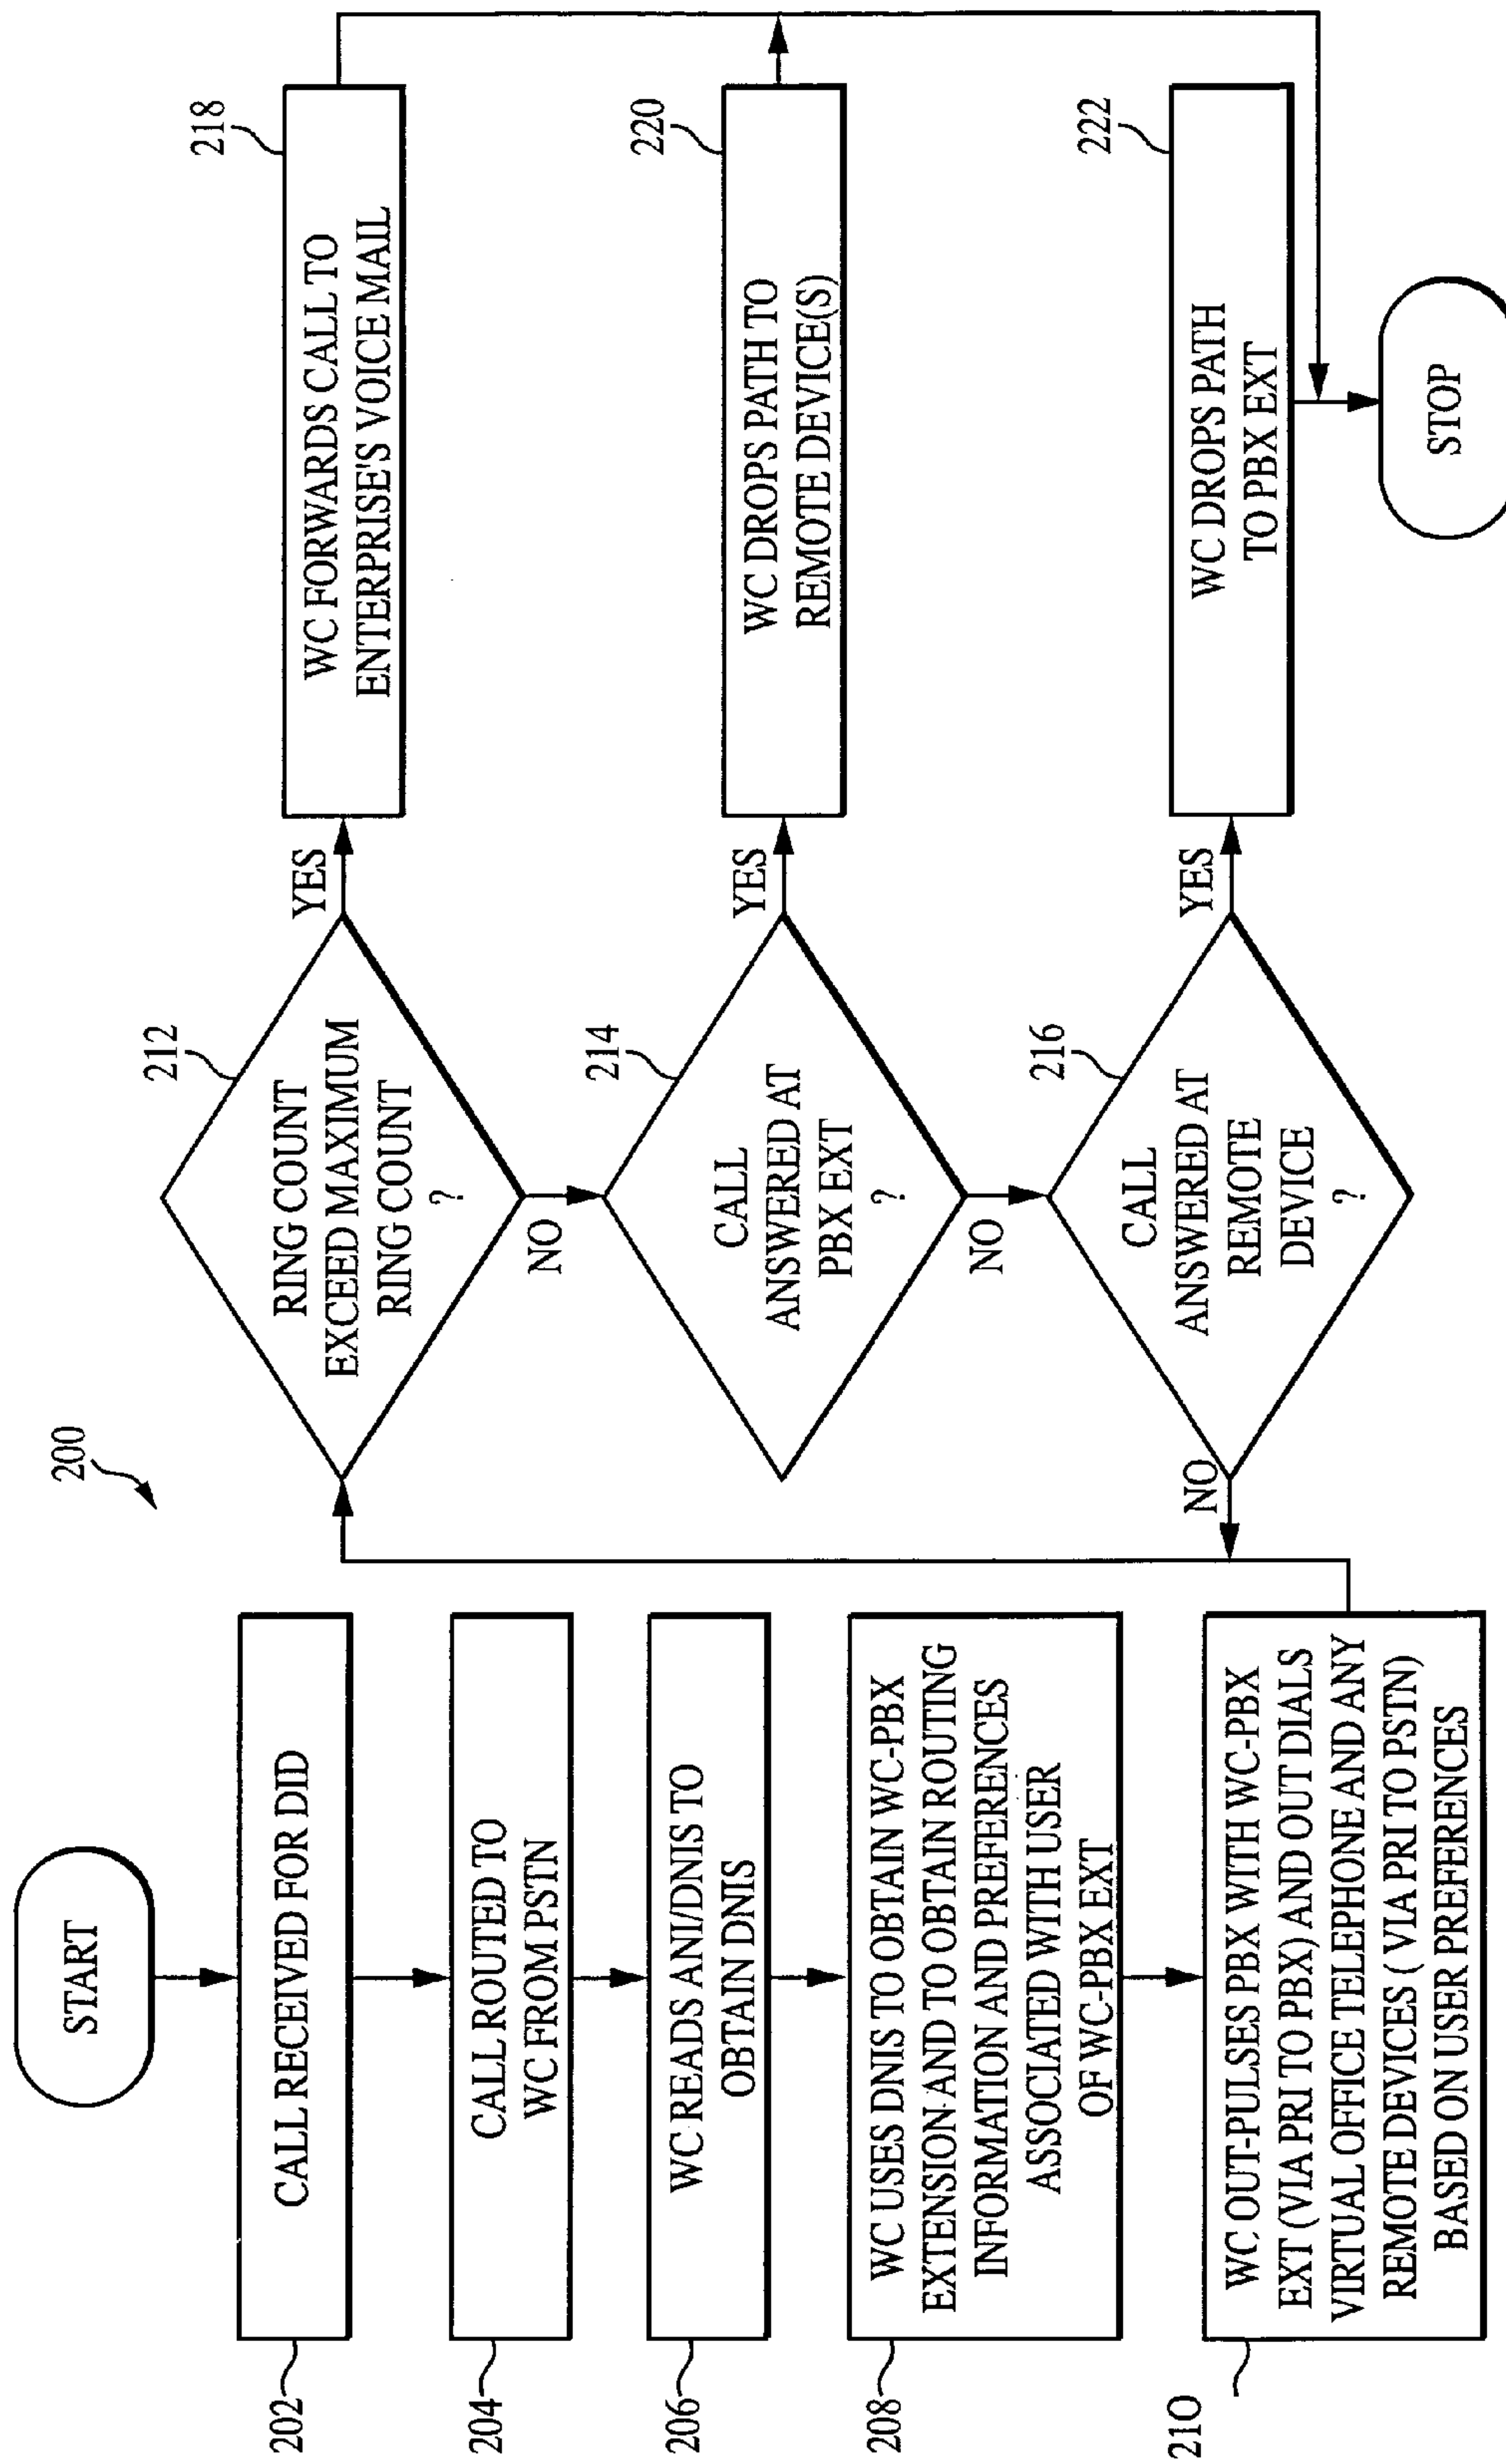 200
START
202
CALL RECEIVED FOR DID
204
CALL ROUTED TO
WC FROM PSTN
206
WC READS ANI/DNIS TO
OBTAIN DNIS
208
WC USES DNIS TO OBTAIN WC-PBX
EXTENSION AND TO OBTAIN ROUTING
INFORMATION AND PREFERENCES
ASSOCIATED WITH USER
OF WC-PBX EXT
210
WC OUT-PULSES PBX WITH WC-PBX
EXT (VIA PRI TO PBX) AND OUT DIALS
VIRTUAL OFFICE TELEPHONE AND ANY
REMOTE DEVICES ( VIA PRI TO PSTN)
BASED ON USER PREFERENCES
212
RING COUNT
EXCEED MAXIMUM
RING COUNT
?
YES
NO
218
WC FORWARDS CALL TO
ENTERPRISE'S VOICE MAIL
214
CALL
ANSWERED AT
PBX EXT
?
YES
NO
220
WC DROPS PATH TO
REMOTE DEVICE(S)
216
CALL
ANSWERED AT
REMOTE
DEVICE
?
YES
NO
222
WC DROPS PATH
TO PBX EXT
STOP